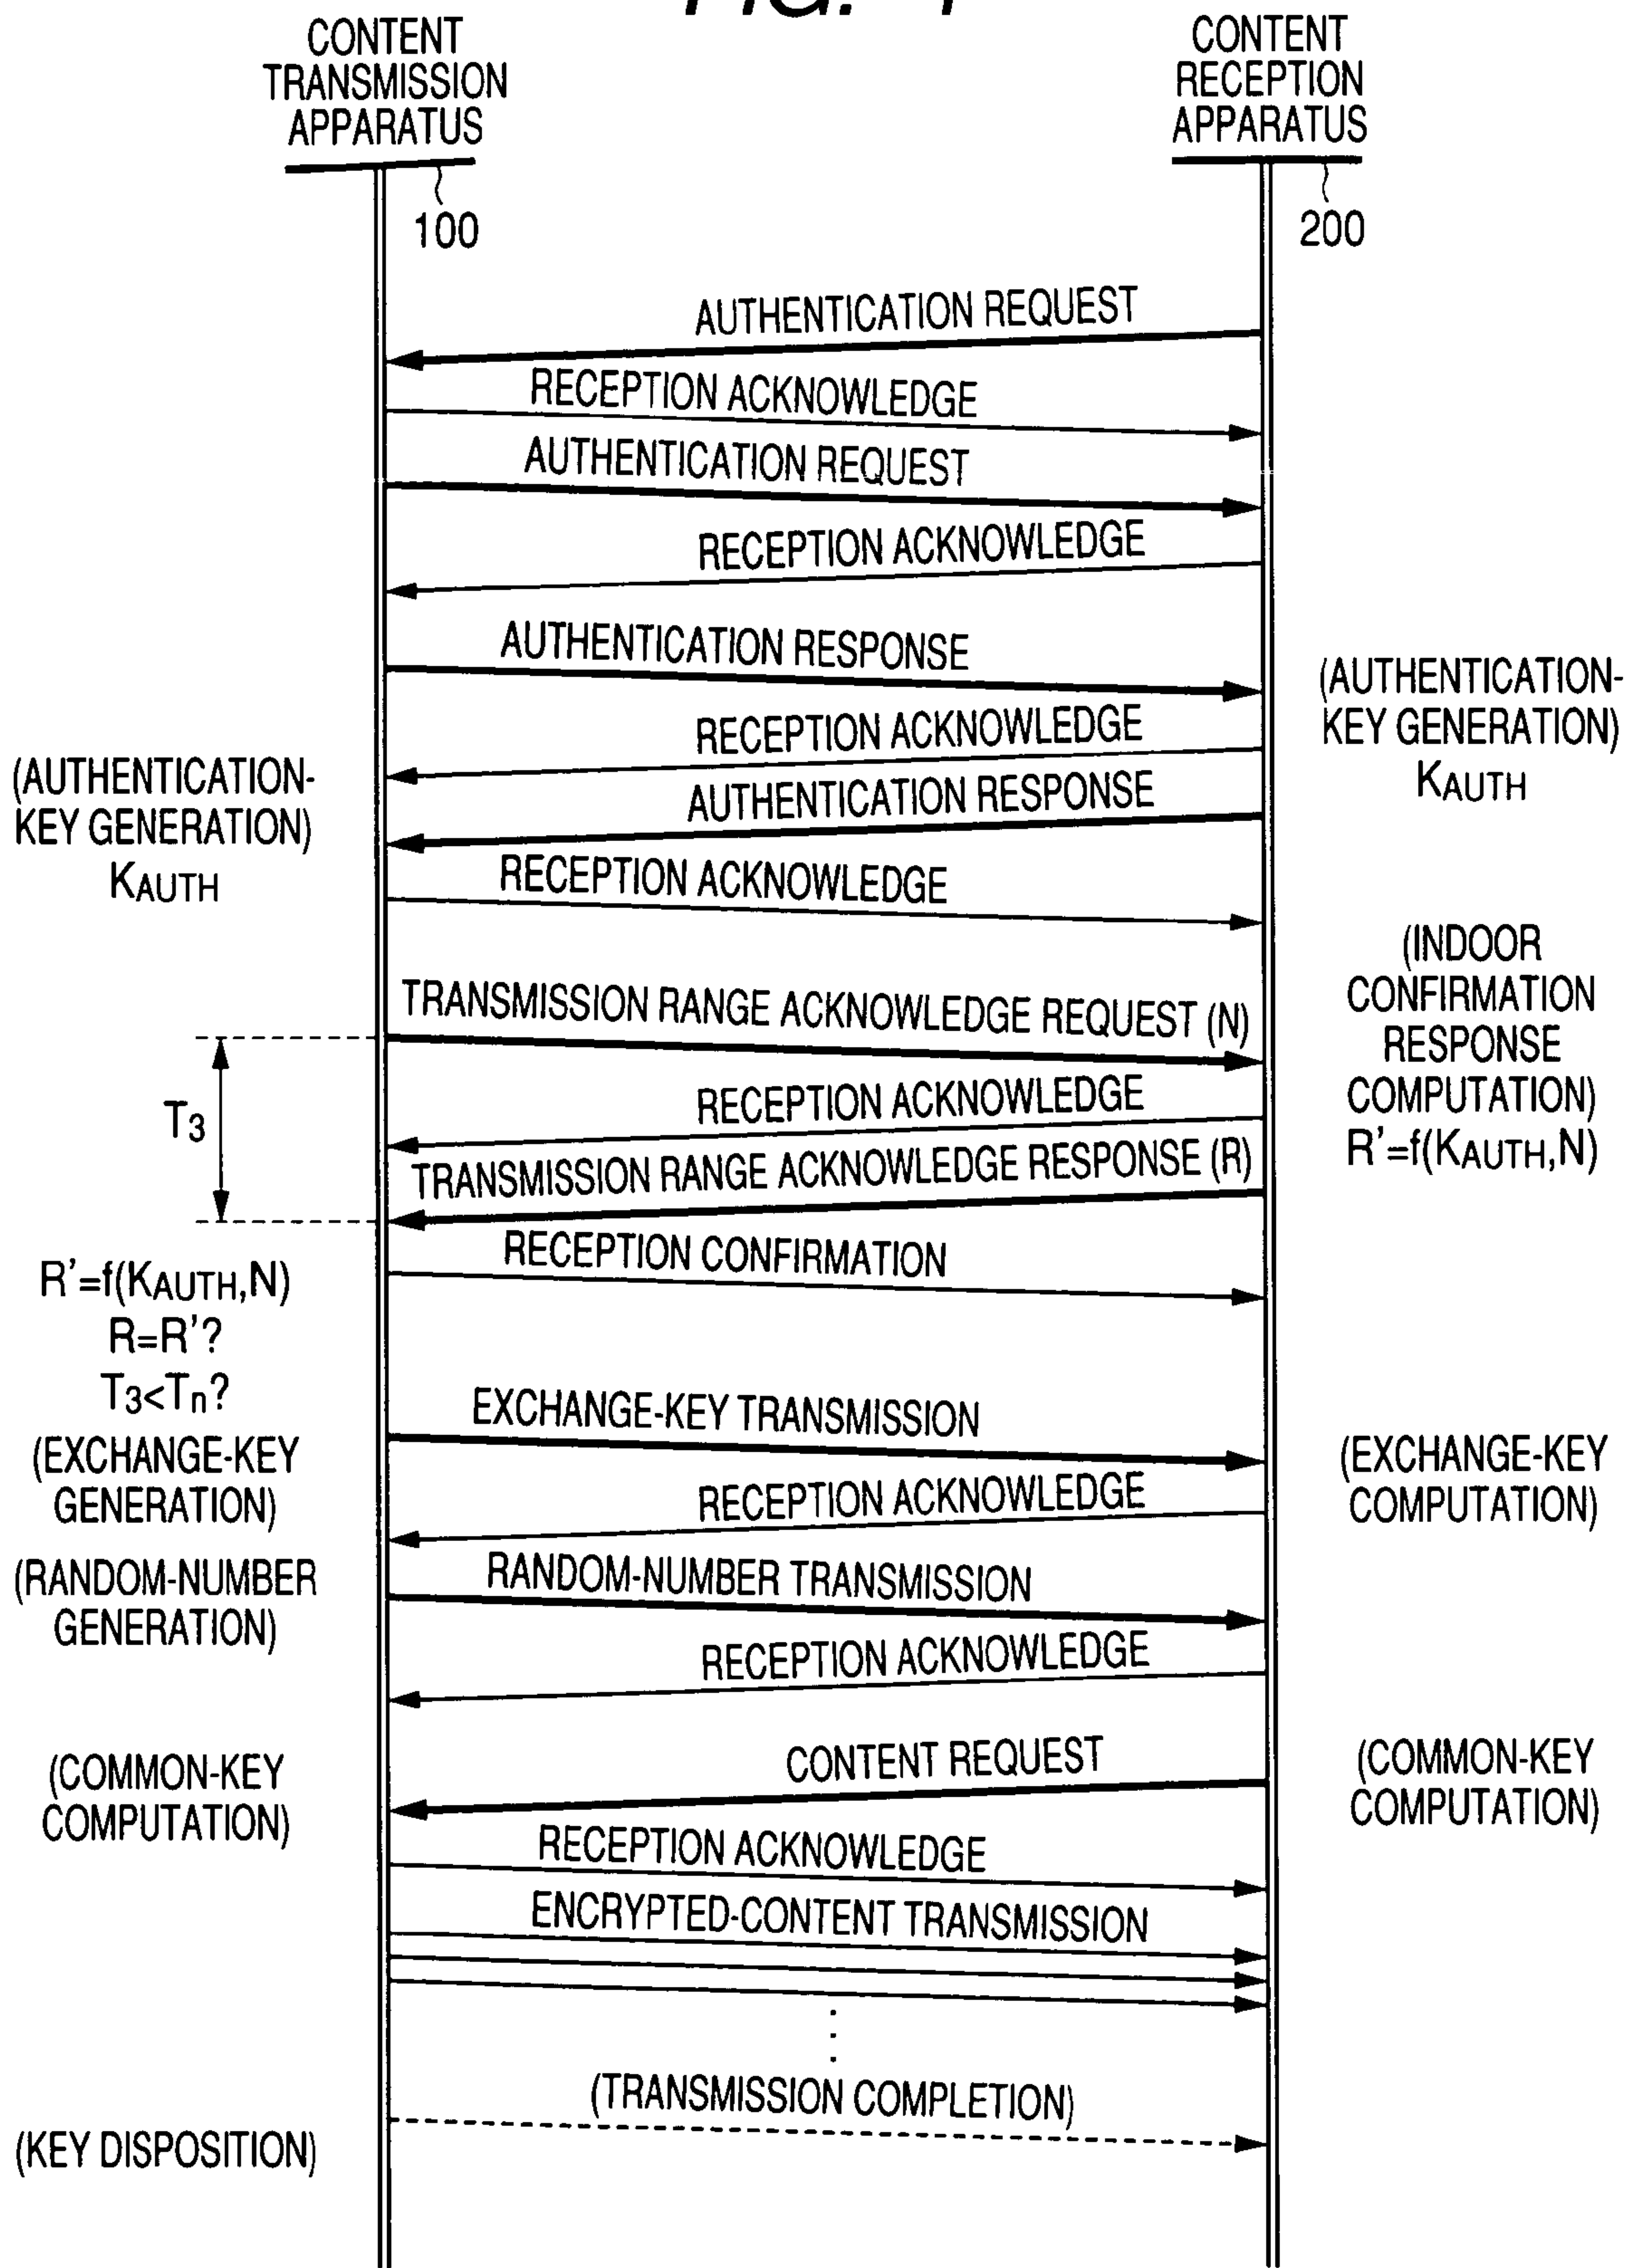 CONTENT
TRANSMISSION
APPARATUS
100
CONTENT
RECEPTION
APPARATUS
200
AUTHENTICATION REQUEST
RECEPTION ACKNOWLEDGE
AUTHENTICATION REQUEST
RECEPTION ACKNOWLEDGE
AUTHENTICATION RESPONSE
(AUTHENTICATION-
KEY GENERATION)
KAUTH
RECEPTION ACKNOWLEDGE
(AUTHENTICATION-
KEY GENERATION)
KAUTH
AUTHENTICATION RESPONSE
RECEPTION ACKNOWLEDGE
(INDOOR
CONFIRMATION
RESPONSE
COMPUTATION)
R'=f(KAUTH,N)
TRANSMISSION RANGE ACKNOWLEDGE REQUEST (N)
T3
RECEPTION ACKNOWLEDGE
TRANSMISSION RANGE ACKNOWLEDGE RESPONSE (R)
RECEPTION CONFIRMATION
R'=f(KAUTH,N)
R=R'?
T3<Tn?
EXCHANGE-KEY TRANSMISSION
(EXCHANGE-KEY
GENERATION)
(EXCHANGE-KEY
COMPUTATION)
RECEPTION ACKNOWLEDGE
(RANDOM-NUMBER
GENERATION)
RANDOM-NUMBER TRANSMISSION
RECEPTION ACKNOWLEDGE
(COMMON-KEY
COMPUTATION)
CONTENT REQUEST
(COMMON-KEY
COMPUTATION)
RECEPTION ACKNOWLEDGE
ENCRYPTED-CONTENT TRANSMISSION
(TRANSMISSION COMPLETION)
(KEY DISPOSITION)